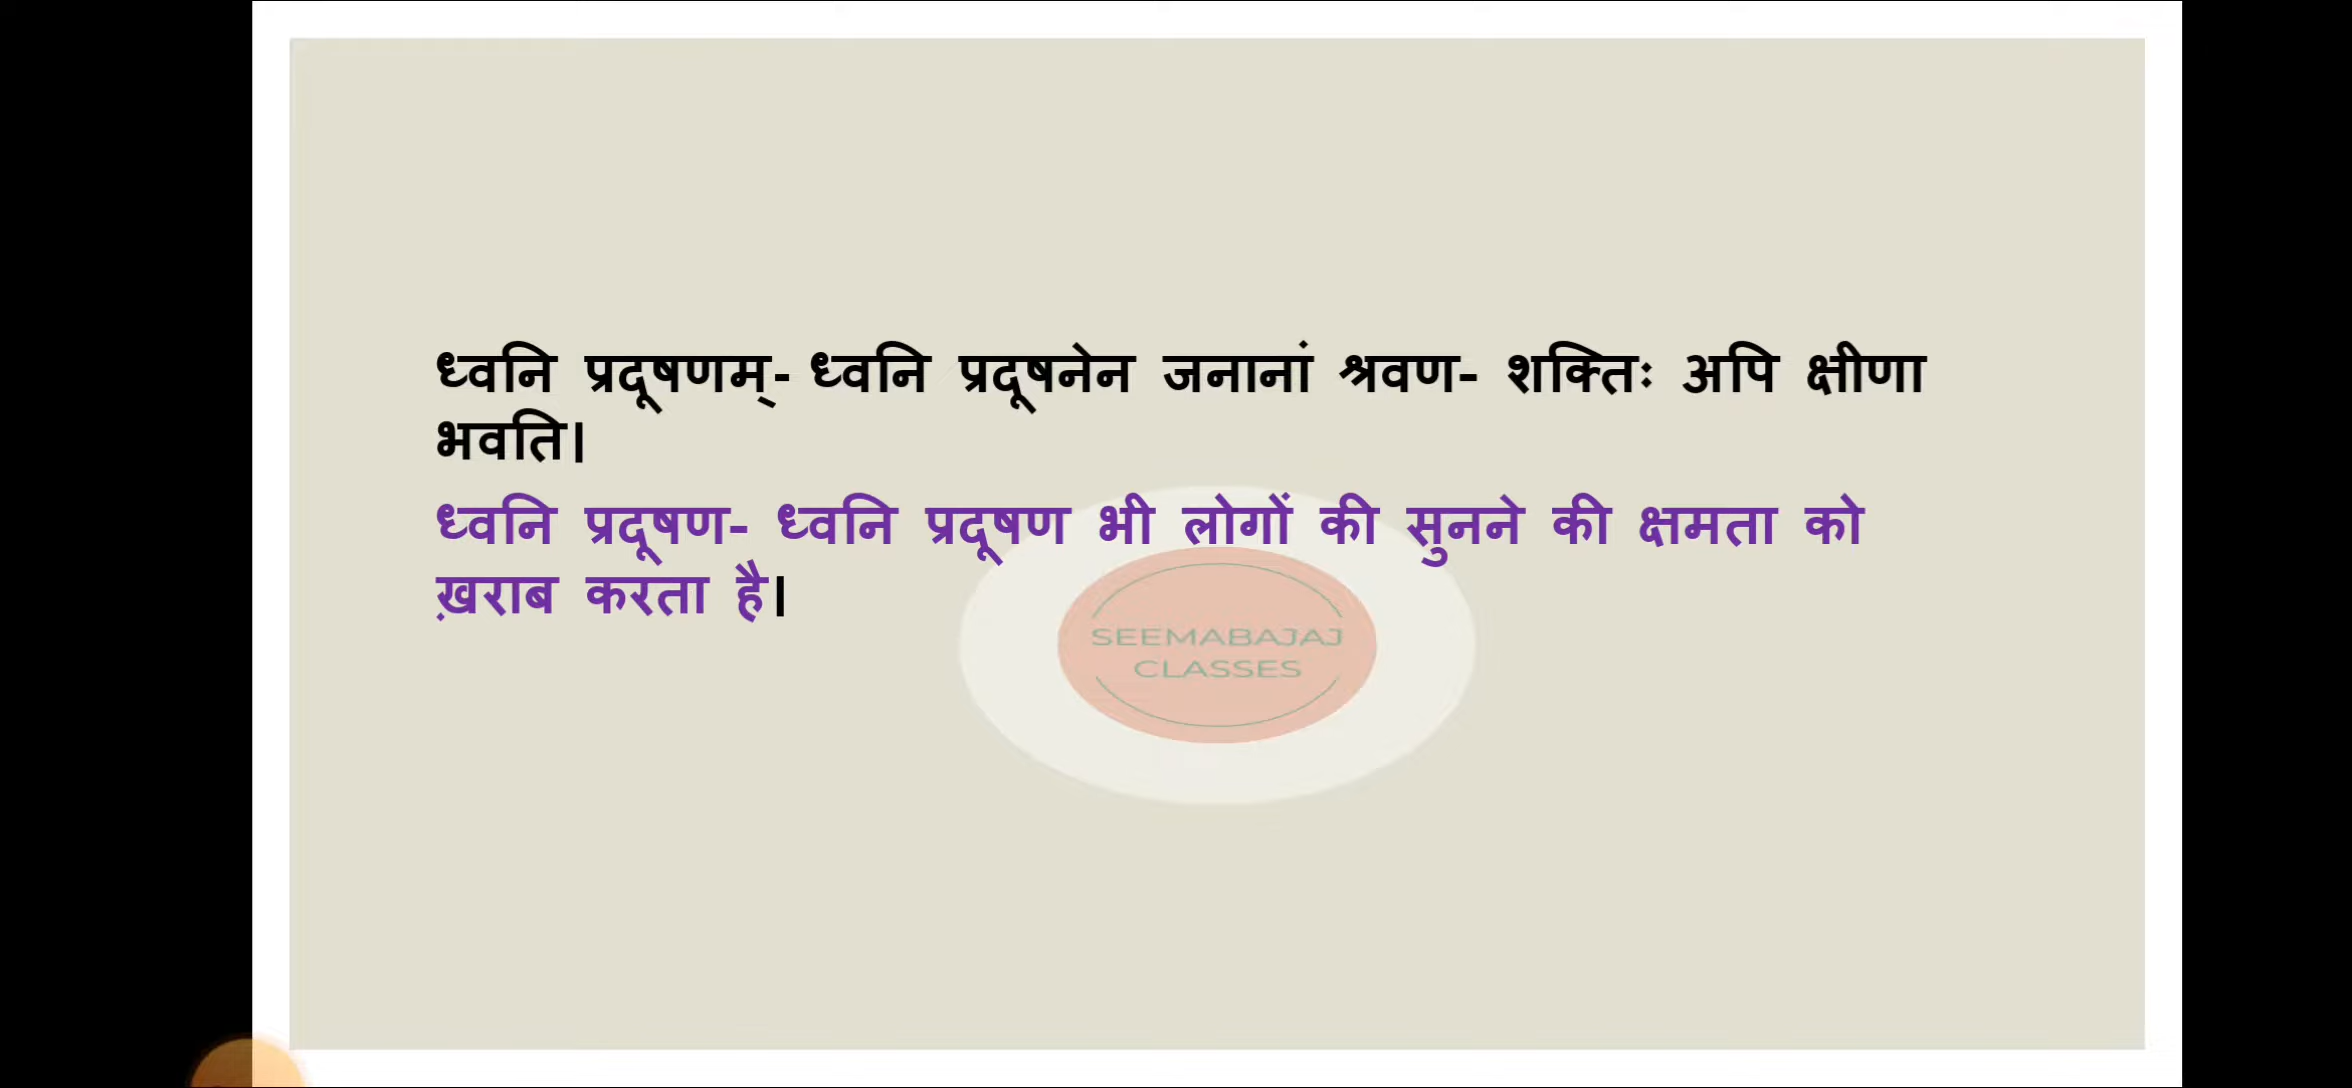 ध्वनि प्रदूषणम्- ध्वनि प्रदूषनेन जनानां श्रवण- शक्तिः अपि क्षीणा
भवति।
ध्वनि प्रदूषण- ध्वनि प्रदूषण भी लोगों की सुनने की क्षमता को
ख़राब करता है।
SEEMABAJAJ
CLASSES